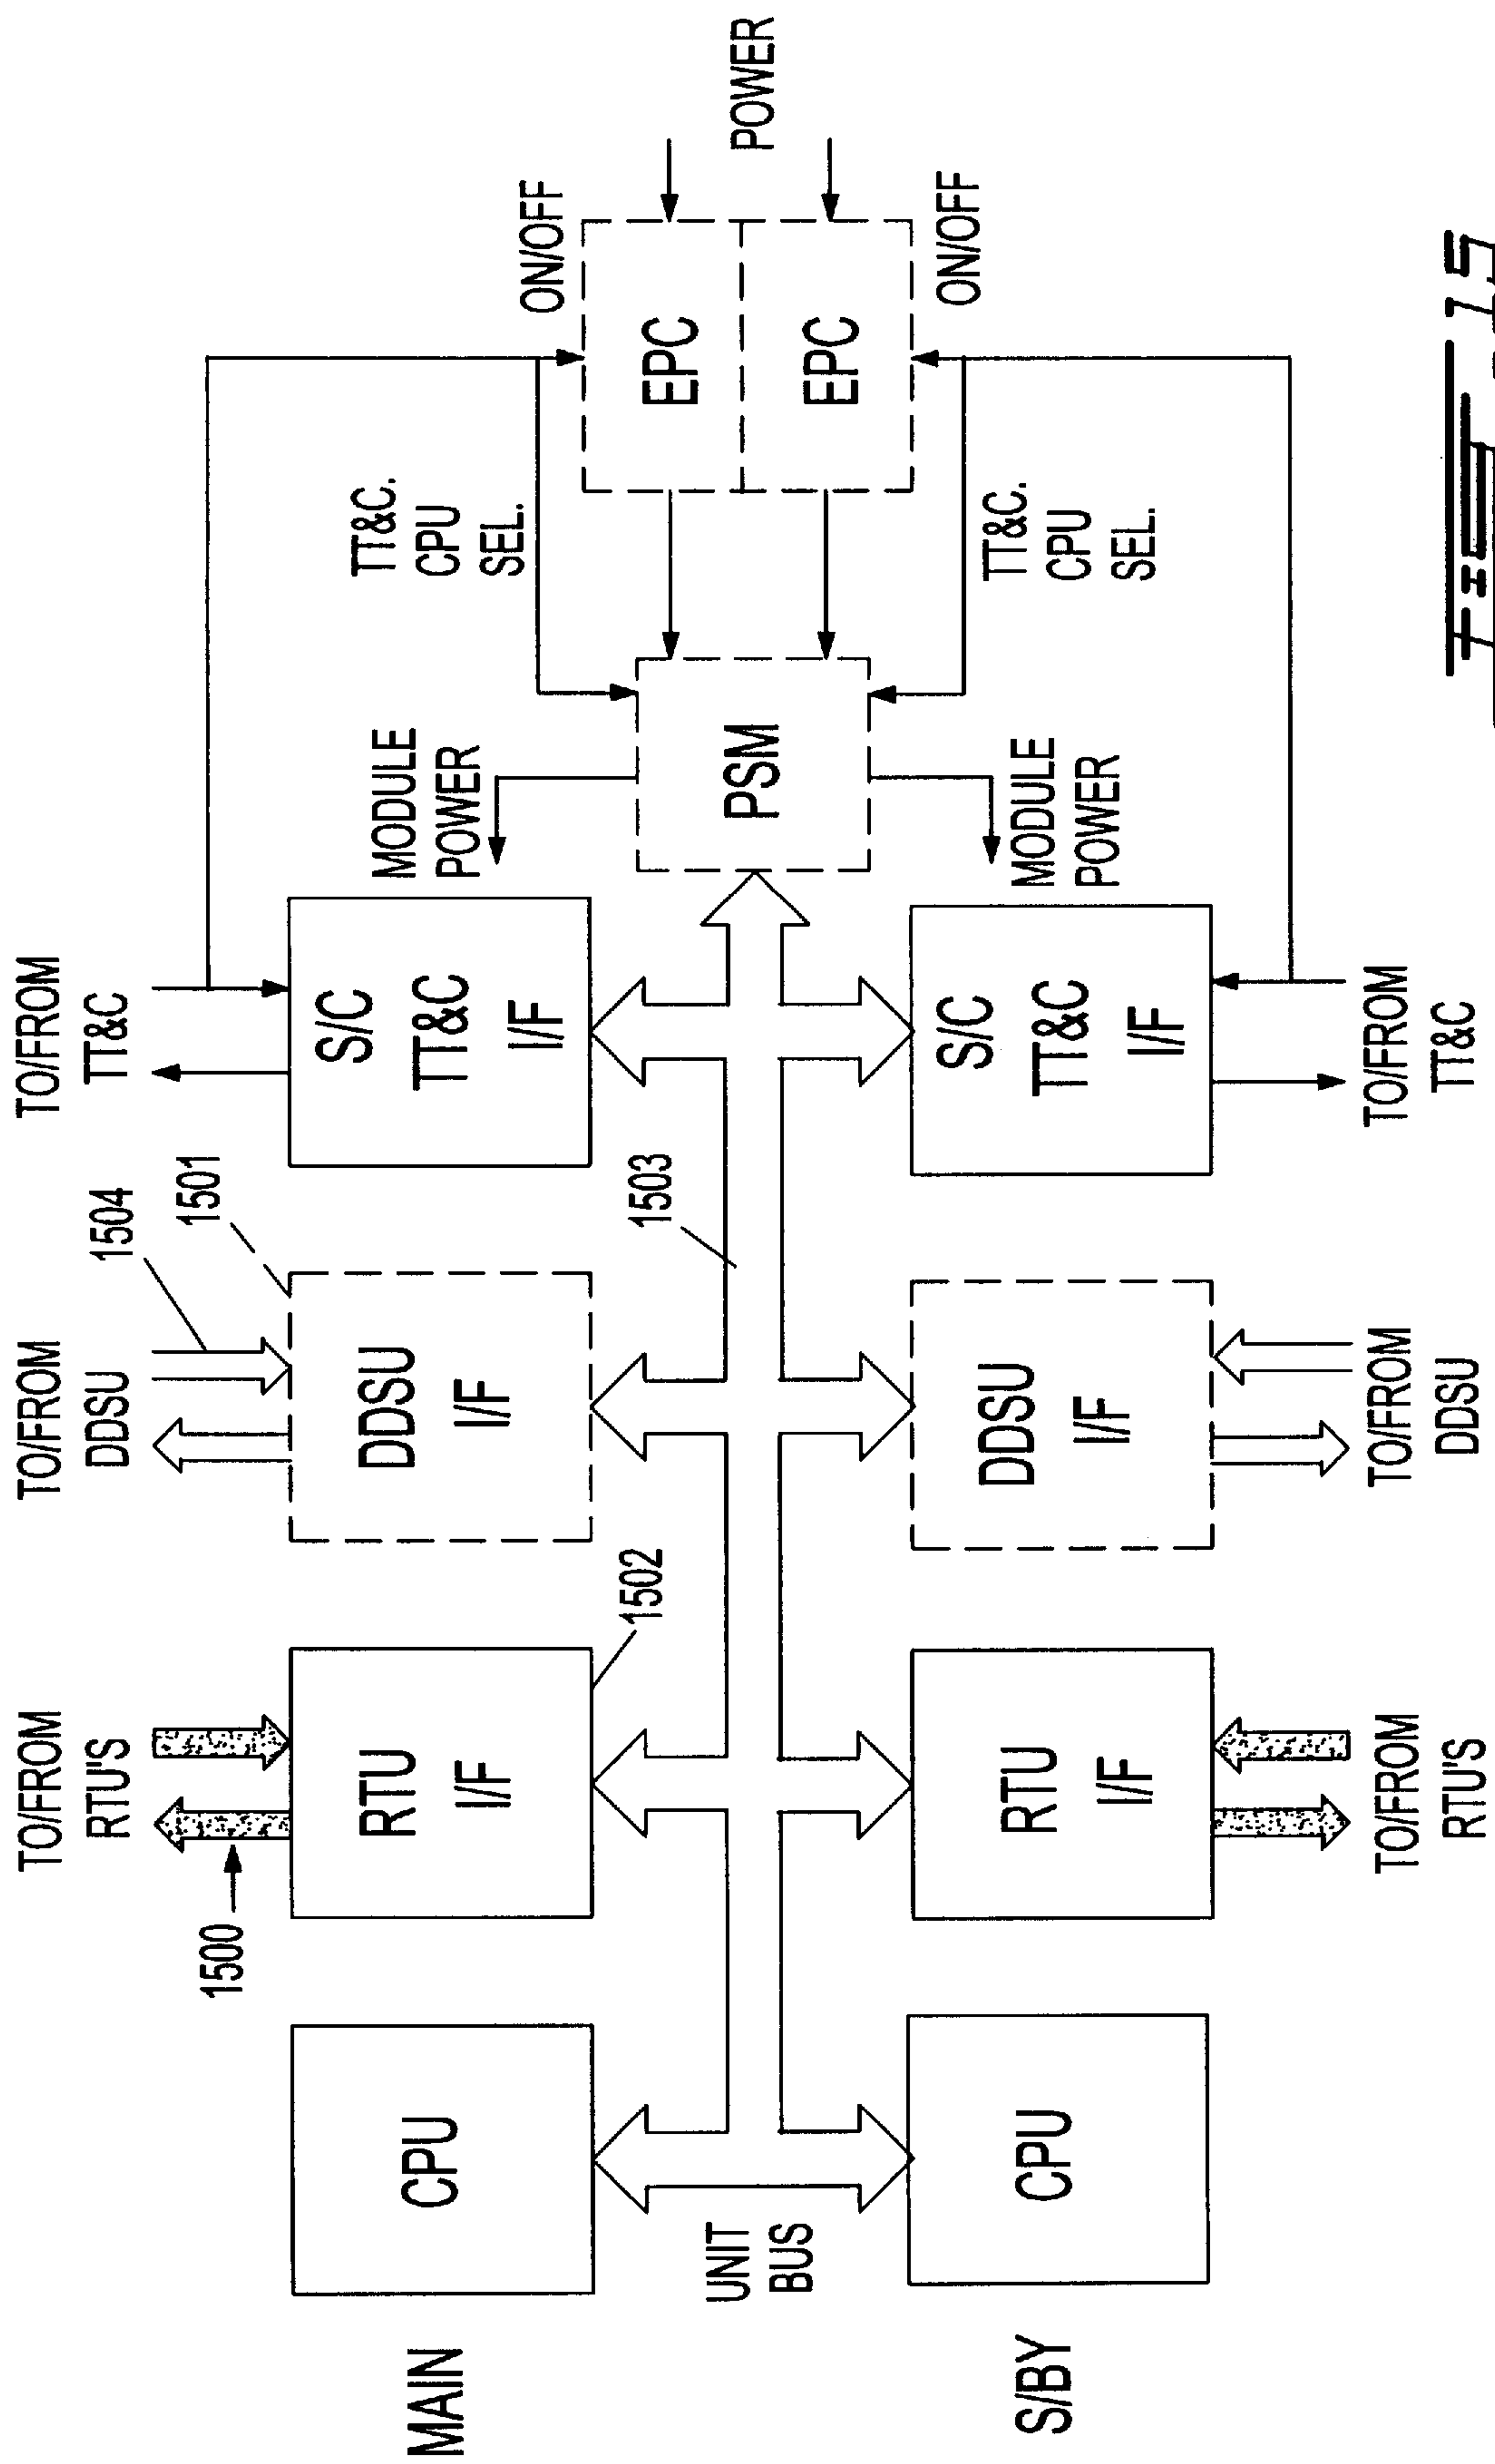 MAIN
CPU
TO/FROM
RTU'S
1500
RTU
I/F
1502
TO/FROM
DDSU
1504
1501
DDSU
I/F
1503
TO/FROM
TT&C
S/C
TT&C
I/F
MODULE
POWER
TT&C.
CPU
SEL.
ON/OFF
UNIT
BUS
PSM
EPC
EPC
POWER
S/BY
CPU
RTU
I/F
TO/FROM
RTU'S
DDSU
I/F
TO/FROM
DDSU
S/C
TT&C
I/F
TO/FROM
TT&C
MODULE
POWER
TT&C.
CPU
SEL.
ON/OFF
FIG. 15